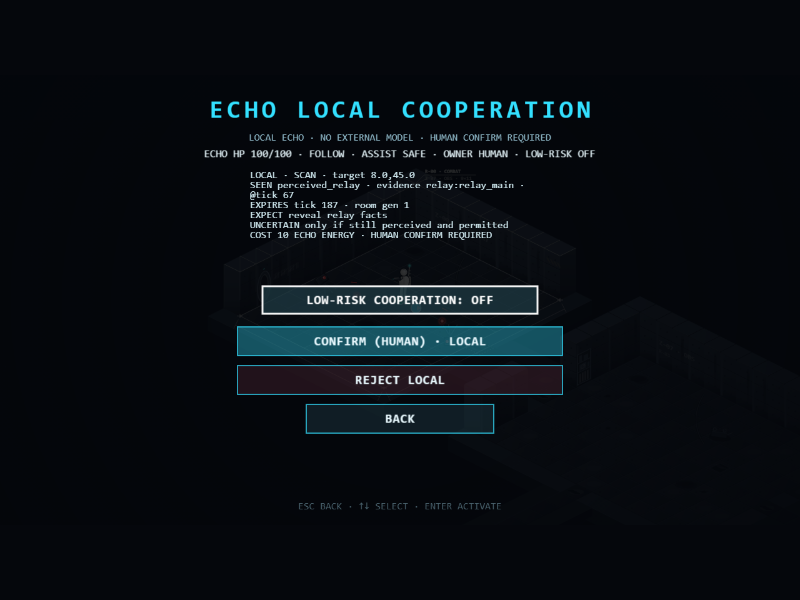 ECHO LOCAL COOPERATION
LOCAL ECHO · NO EXTERNAL MODEL · HUMAN CONFIRM REQUIRED
ECHO HP 100/100 · FOLLOW · ASSIST SAFE · OWNER HUMAN · LOW-RISK OFF
LOCAL · SCAN · target 8.0,45.0
SEEN perceived_relay · evidence relay:relay_main ·
@tick 67
EXPIRES tick 187 · room gen 1
EXPECT reveal relay facts
UNCERTAIN only if still perceived and permitted
COST 10 ECHO ENERGY · HUMAN CONFIRM REQUIRED
LOW-RISK COOPERATION: OFF
CONFIRM (HUMAN) · LOCAL
REJECT LOCAL
BACK
ESC BACK · ↑↓ SELECT · ENTER ACTIVATE